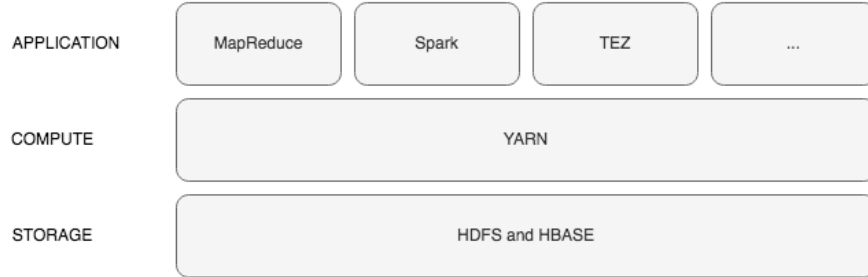 APPLICATION MapReduce Spark TEZ ...
COMPUTE YARN
STORAGE HDFS and HBASE